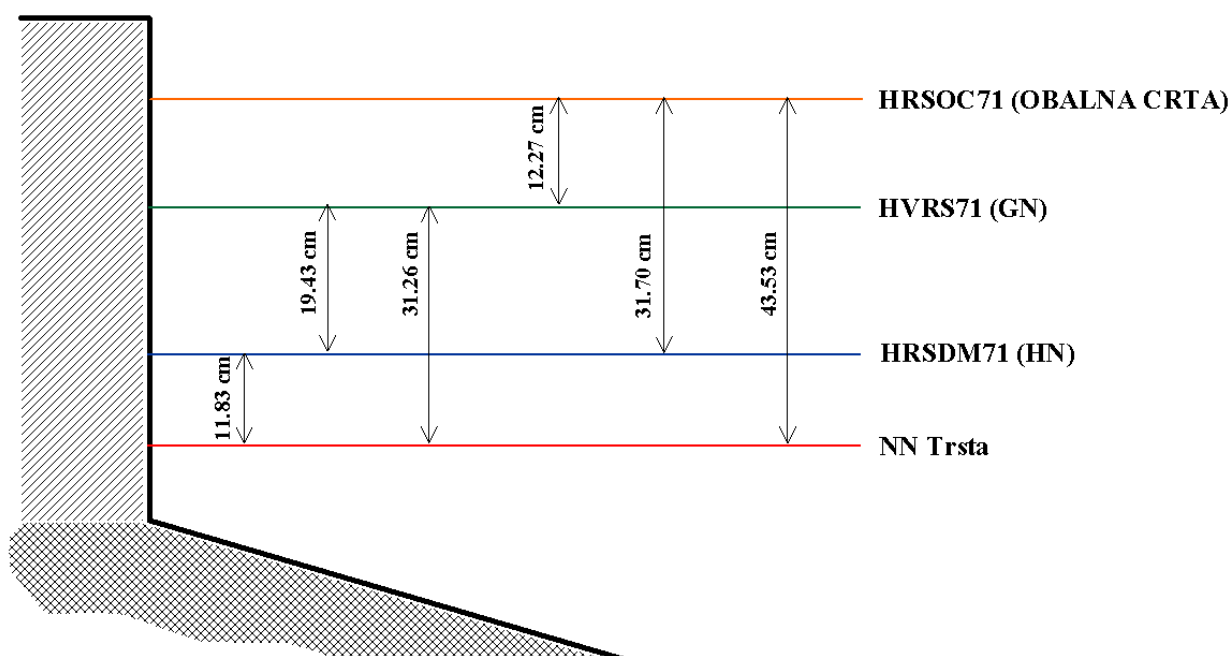 HRSOC71 (OBALNA CRTA)
12.27 cm
HVRS71 (GN)
19.43 cm
31.26 cm
31.70 cm
43.53 cm
HRSDM71 (HN)
11.83 cm
NN Trsta